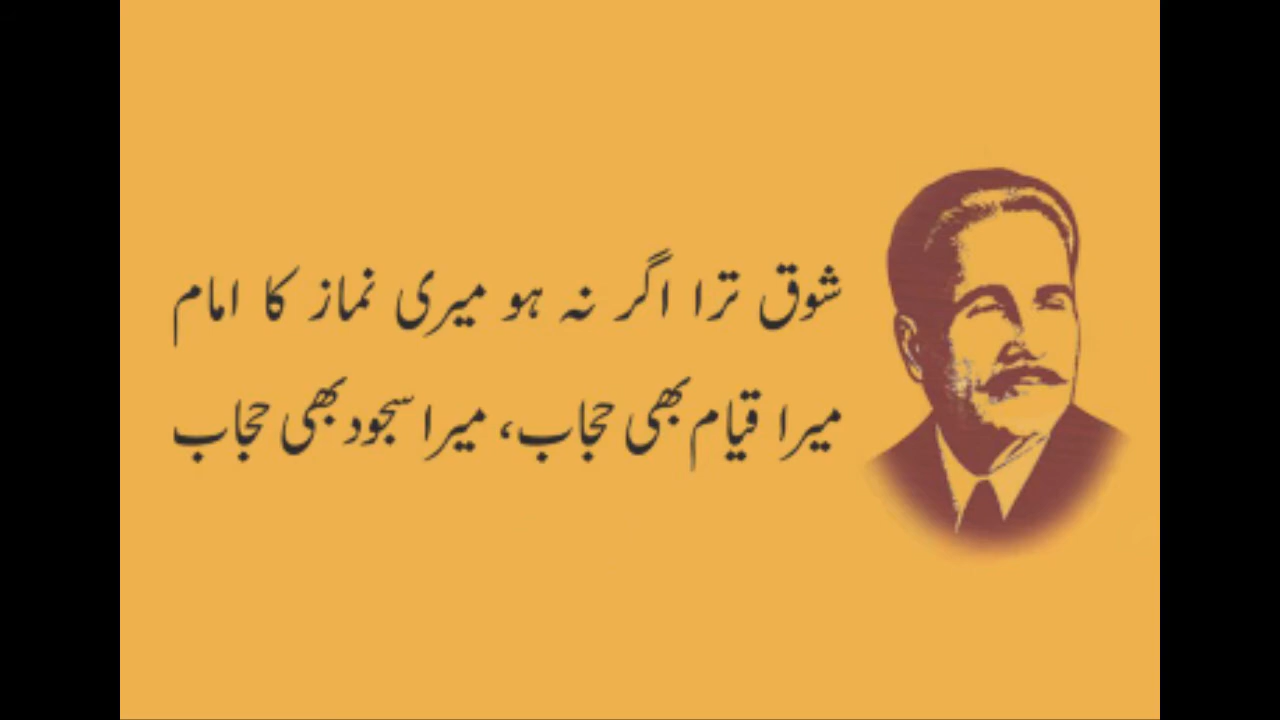 شوق ترا اگر نہ ہو میری نماز کا امام
میرا قیام بھی حجاب، میرا سجود بھی حجاب